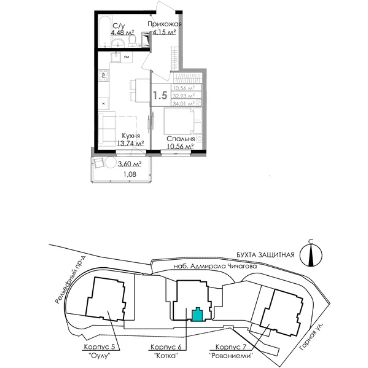 С/у
4.48 м²
Прихожая
4.15 м²
1.5
10.56 м²
32.93 м²
34.01 м²
Кухня
13.74 м²
Спальня
10.56 м²
3.60 м²
1.08
С
БУХТА ЗАЩИТНАЯ
наб. Адмирала Чичагова
Рельефный пр-д
Горная ул.
Корпус 5
"Оулу"
Корпус 6
"Котка"
Корпус 7
"Рованиеми"